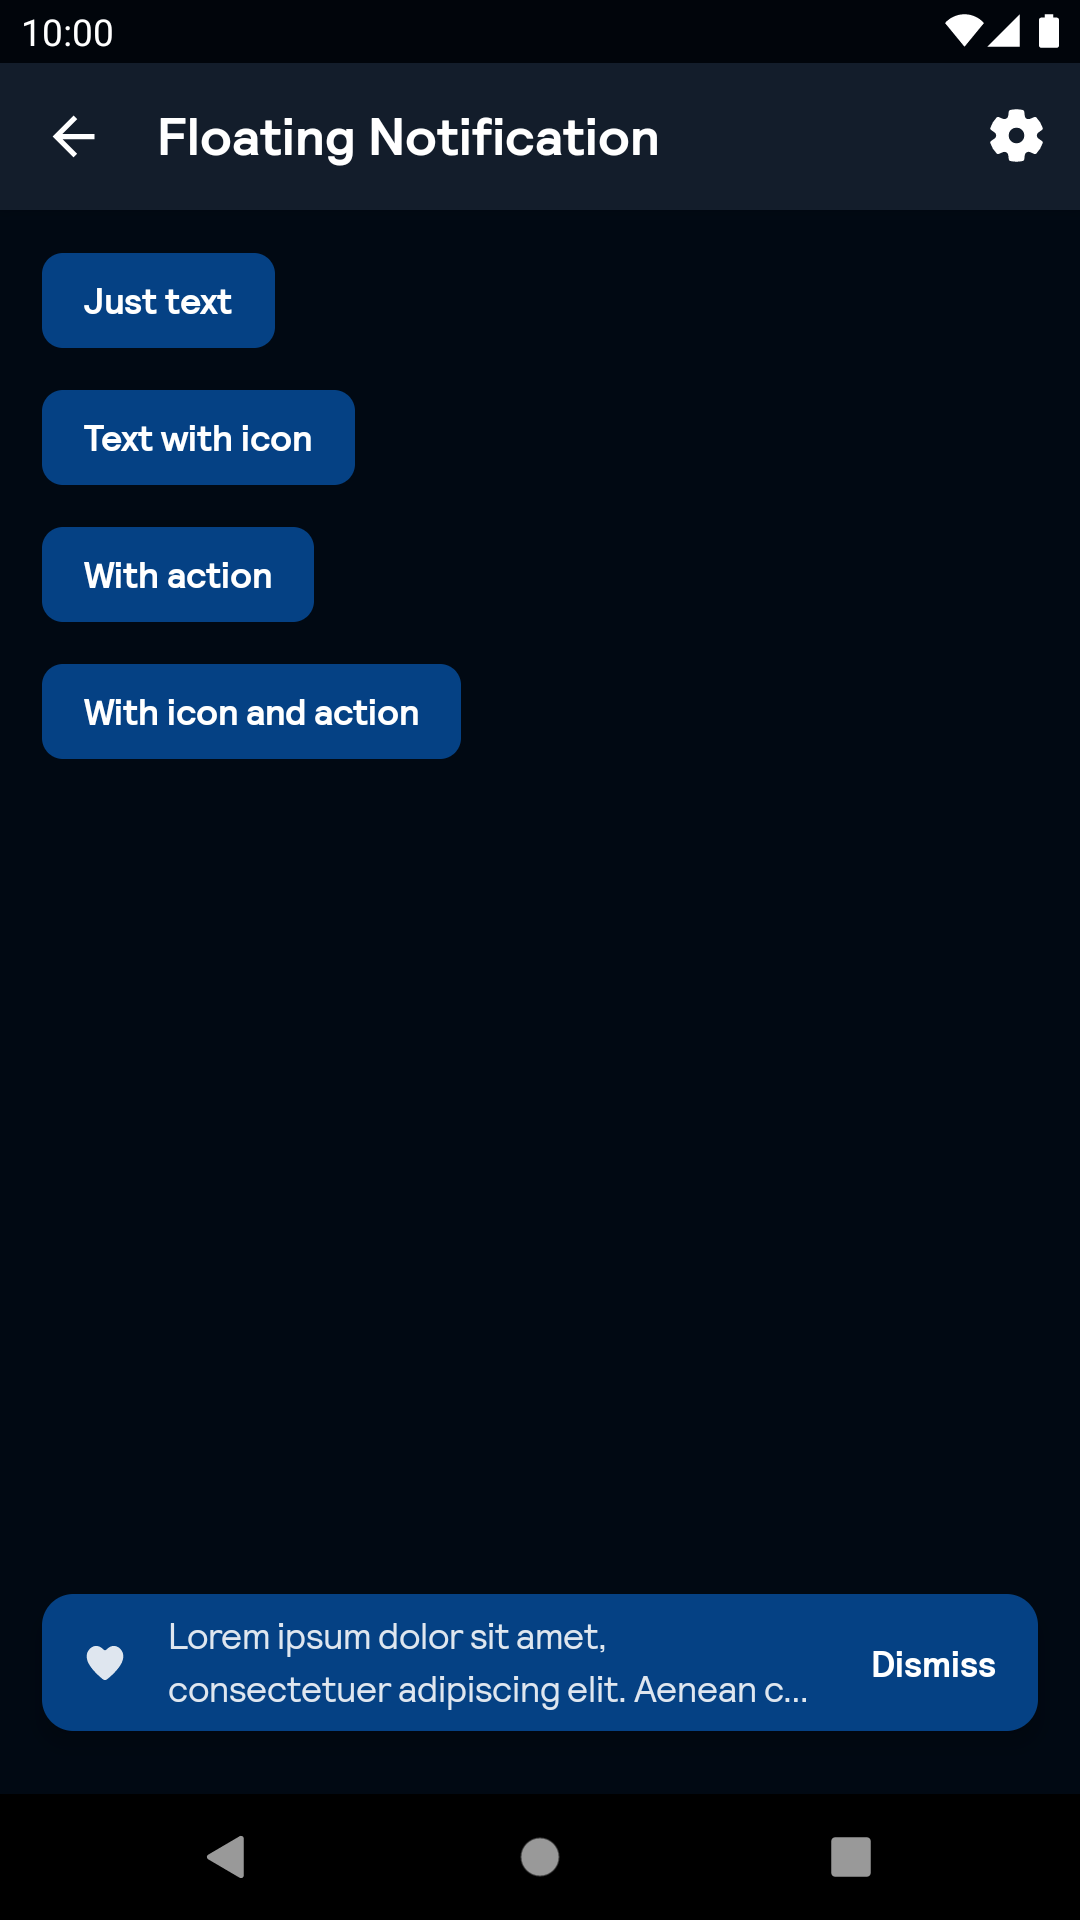 10:00
Floating Notification
Just text
Text with icon
With action
With icon and action
Lorem ipsum dolor sit amet,
consectetuer adipiscing elit. Aenean c...
Dismiss